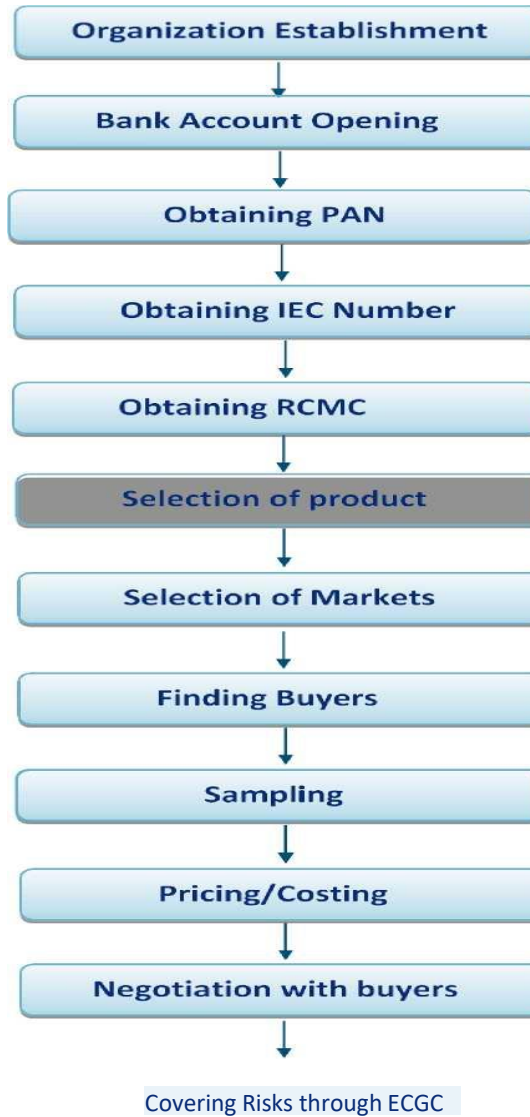 Organization Establishment
Bank Account Opening
Obtaining PAN
Obtaining IEC Number
Obtaining RCMC
Selection of product
Selection of Markets
Finding Buyers
Sampling
Pricing/Costing
Negotiation with buyers
Covering Risks through ECGC